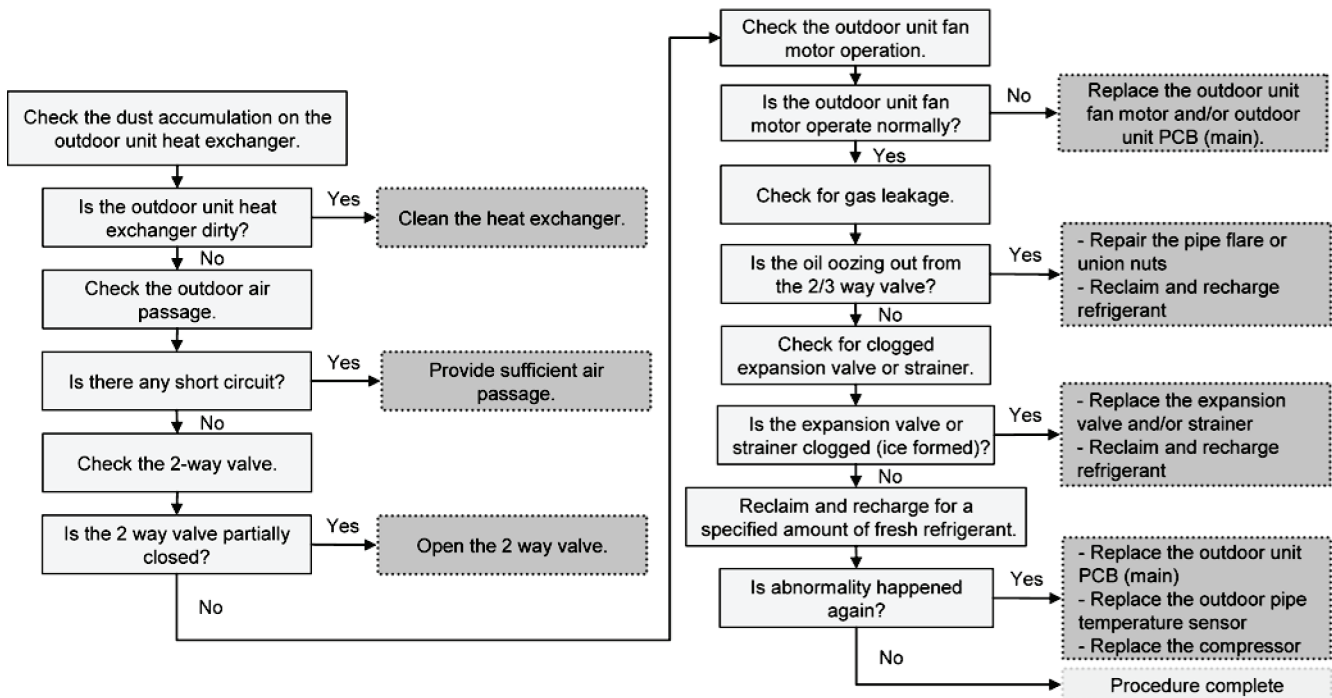 Check the dust accumulation on the
outdoor unit heat exchanger.
Is the outdoor unit heat
exchanger dirty?
Yes
Clean the heat exchanger.
No
Check the outdoor air
passage.
Is there any short circuit?
Yes
Provide sufficient air
passage.
No
Check the 2-way valve.
Is the 2 way valve partially
closed?
Yes
Open the 2 way valve.
No
Check the outdoor unit fan
motor operation.
Is the outdoor unit fan
motor operate normally?
No
Replace the outdoor unit
fan motor and/or outdoor
unit PCB (main).
Yes
Check for gas leakage.
Is the oil oozing out from
the 2/3 way valve?
Yes
- Repair the pipe flare or
union nuts
- Reclaim and recharge
refrigerant
No
Check for clogged
expansion valve or strainer.
Is the expansion valve or
strainer clogged (ice formed)?
Yes
- Replace the expansion
valve and/or strainer
- Reclaim and recharge
refrigerant
No
Reclaim and recharge for a
specified amount of fresh refrigerant.
Is abnormality happened
again?
Yes
- Replace the outdoor unit
PCB (main)
- Replace the outdoor pipe
temperature sensor
- Replace the compressor
No
Procedure complete